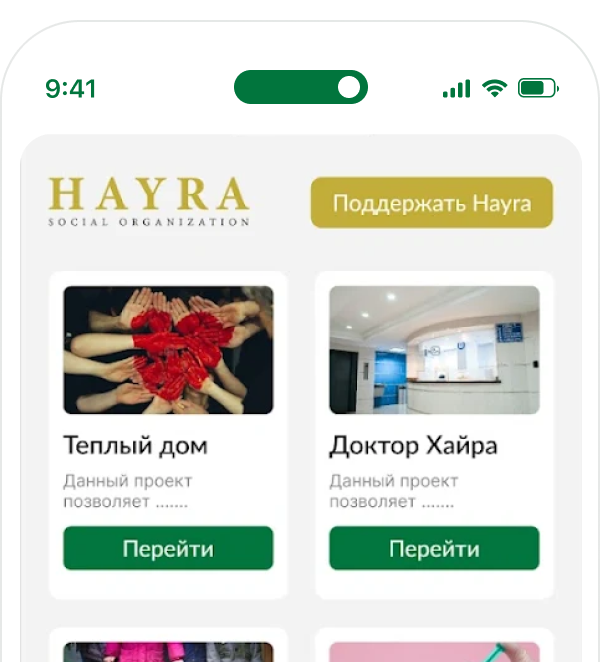 9:41
HAYRA
SOCIAL ORGANIZATION
Поддержать Hayra
Теплый дом
Доктор Хайра
Данный проект
позволяет .......
Данный проект
позволяет .......
Перейти
Перейти